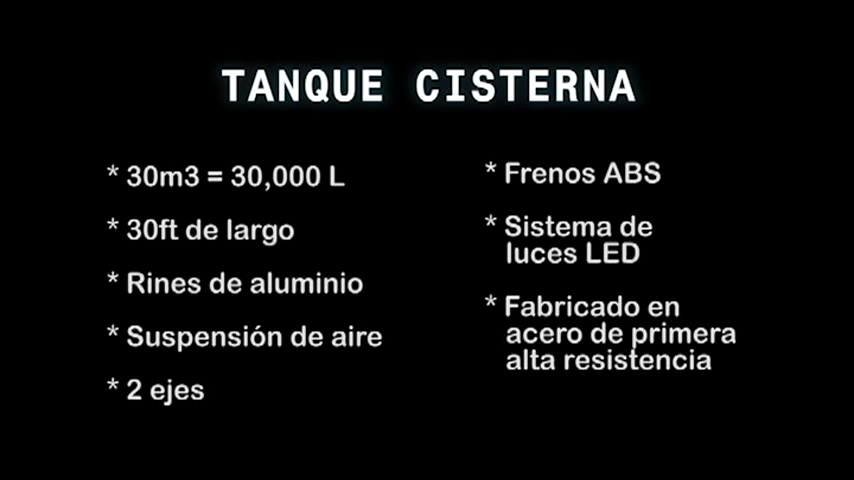 TANQUE CISTERNA
* 30m3 = 30,000 L
* 30ft de largo
* Rines de aluminio
* Suspensión de aire
* 2 ejes
* Frenos ABS
* Sistema de
luces LED
* Fabricado en
acero de primera
alta resistencia